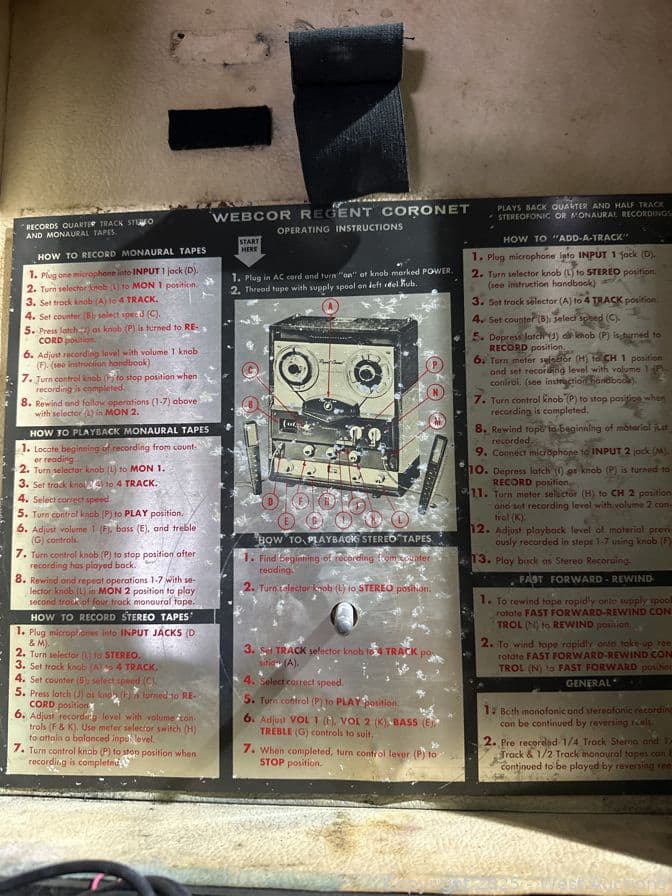 RECORDS QUARTER TRACK STEREO
AND MONAURAL TAPES.
WEBCOR REGENT CORONET
OPERATING INSTRUCTIONS
PLAYS BACK QUARTER AND HALF TRACK
STEREOFONIC OR MONAURAL RECORDING
START
HERE
1. Plug in AC card and turn "on" at knob marked POWER.
2. Thread tape with supply spool on left reel hub.
HOW TO RECORD MONAURAL TAPES
1. Plug one microphone into INPUT 1 jack (D).
2. Turn selector knob (L) to MON 1 position.
3. Set track knob (A) to 4 TRACK.
4. Set counter (B); select speed (C).
5. Press latch (J) as knob (P) is turned to RE-
CORD position.
6. Adjust recording level with volume 1 knob
(F). (see instruction handbook)
7. Turn control knob (P) to stop position when
recording is completed.
8. Rewind and follow operations (1-7) above
with selector (L) in MON 2.
HOW TO PLAYBACK MONAURAL TAPES
1. Locate beginning of recording from count-
er reading.
2. Turn selector knob (L) to MON 1.
3. Set track knob (A) to 4 TRACK.
4. Select correct speed.
5. Turn control knob (P) to PLAY position.
6. Adjust volume 1 (F), bass (E), and treble
(G) controls.
7. Turn control knob (P) to stop position after
recording has played back.
8. Rewind and repeat operations 1-7 with se-
lector knob (L) in MON 2 position to play
second track of four track monaural tape.
HOW TO RECORD STEREO TAPES
1. Plug microphones into INPUT JACKS (D
& M).
2. Turn selector (L) to STEREO.
3. Set track knob (A) to 4 TRACK.
4. Set counter (B); select speed (C).
5. Press latch (J) as knob (P) is turned to RE-
CORD position.
6. Adjust recording level with volume con-
trols (F & K). Use meter selector switch (H)
to attain a balanced input level.
7. Turn control knob (P) to stop position when
recording is completed.
A
C
B
P
N
M
D
E
F
G
H
I
J
K
L
HOW TO PLAYBACK STEREO TAPES
1. Find beginning of recording from counter
reading.
2. Turn selector knob (L) to STEREO position.
3. Set TRACK selector knob to 4 TRACK po-
sition (A).
4. Select correct speed.
5. Turn control (P) to PLAY position.
6. Adjust VOL 1 (F), VOL 2 (K), BASS (E),
TREBLE (G) controls to suit.
7. When completed, turn control lever (P) to
STOP position.
HOW TO "ADD-A-TRACK"
1. Plug microphone into INPUT 1 jack (D).
2. Turn selector knob (L) to STEREO position.
(see instruction handbook)
3. Set track selector (A) to 4 TRACK position.
4. Set counter (B); select speed (C).
5. Depress latch (J) as knob (P) is turned to
RECORD position.
6. Turn meter selector (H) to CH 1 position
and set recording level with volume 1 (F)
control. (see instruction handbook).
7. Turn control knob (P) to stop position when
recording is completed.
8. Rewind tape to beginning of material just
recorded.
9. Connect microphone to INPUT 2 jack (M).
10. Depress latch (I) as knob (P) is turned to
RECORD position.
11. Turn meter selector (H) to CH 2 position
and set recording level with volume 2 con-
trol (K).
12. Adjust playback level of material previ
ously recorded in steps 1-7 using knob (F)
13. Play back as Stereo Recording.
FAST FORWARD - REWIND
1. To rewind tape rapidly onto supply spool
rotate FAST FORWARD-REWIND CON
TROL (N) to REWIND position.
2. To wind tape rapidly onto take-up reel
rotate FAST FORWARD-REWIND CON
TROL (N) to FAST FORWARD position
GENERAL
1. Both monofonic and stereofonic recording
can be continued by reversing reels.
2. Pre recorded 1/4 Track Stereo and 1/
Track & 1/2 Track monaural tapes can
continued to be played by reversing ree